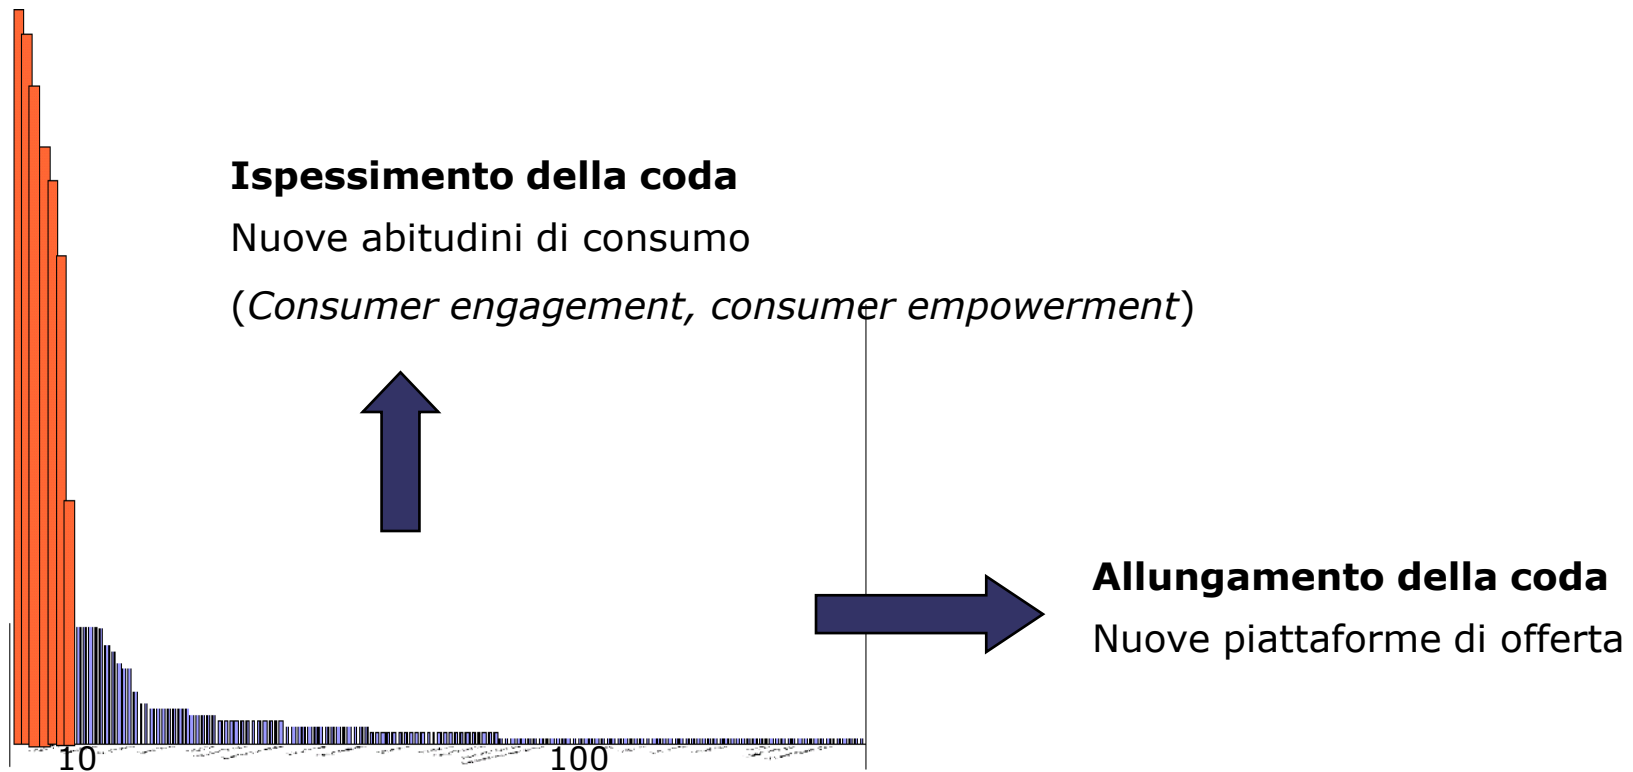 Ispessimento della coda
Nuove abitudini di consumo
(Consumer engagement, consumer empowerment)
Allungamento della coda
Nuove piattaforme di offerta
10
100